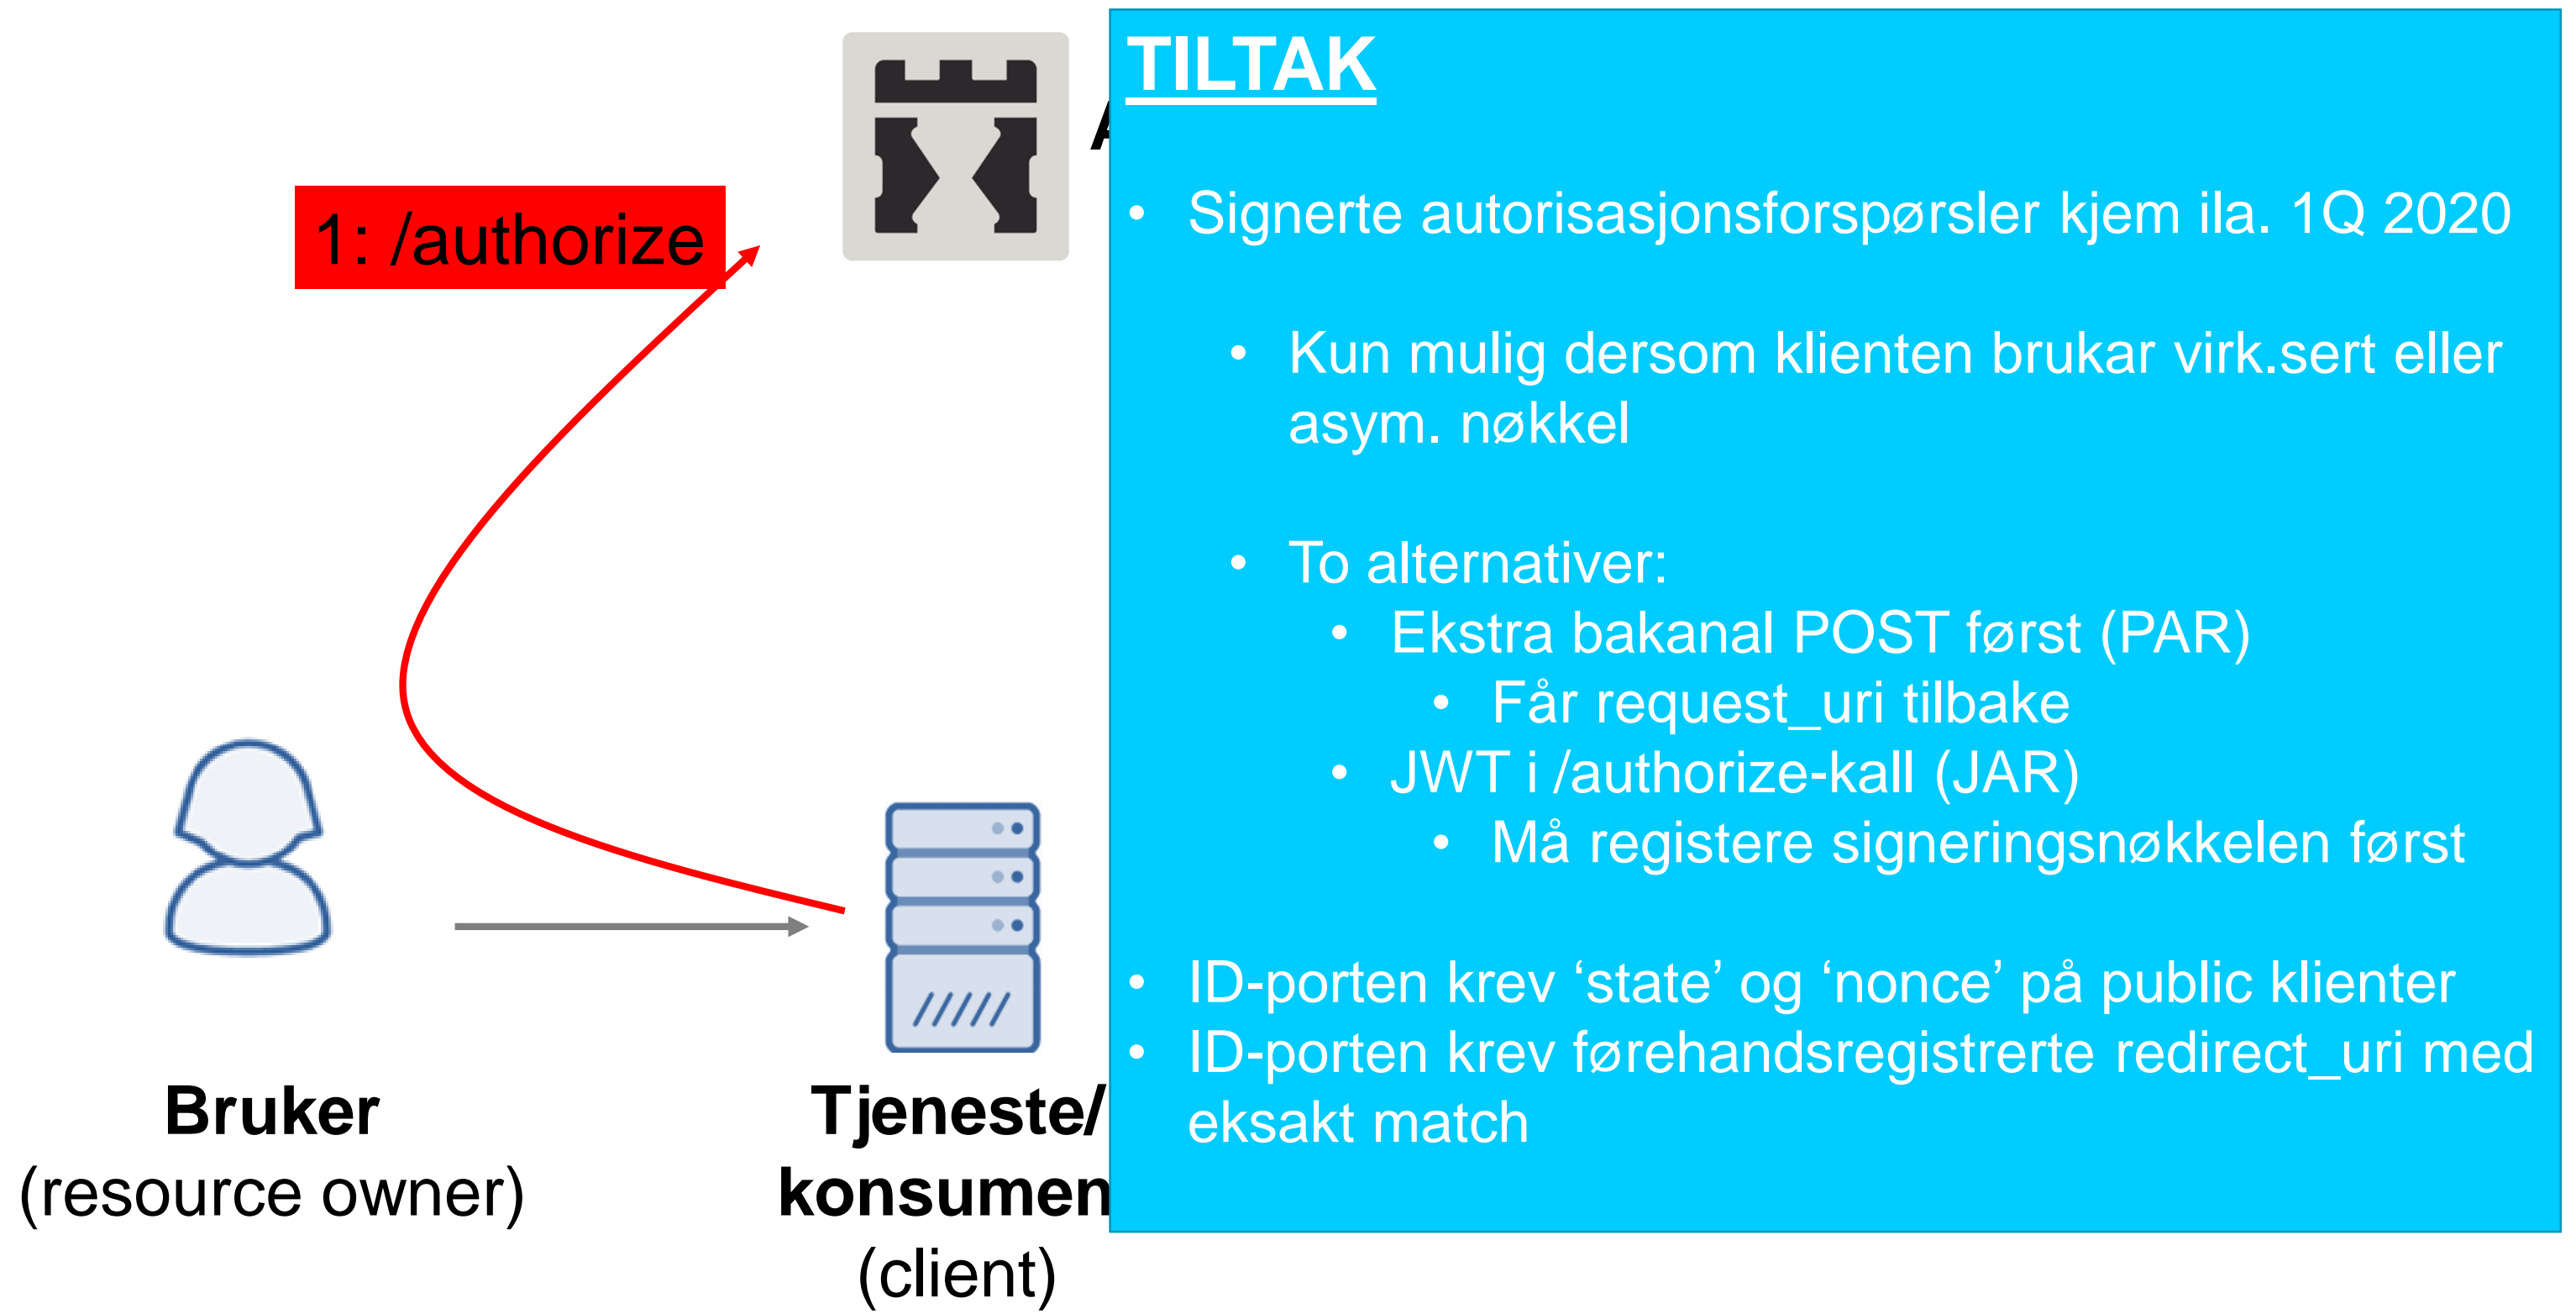 1: /authorize
TILTAK
• Signerte autorisasjonsforspørsler kjem ila. 1Q 2020
• Kun mulig dersom klienten brukar virk.sert eller
asym. nøkkel
• To alternativer:
• Ekstra bakanal POST først (PAR)
• Får request_uri tilbake
• JWT i /authorize-kall (JAR)
• Må registere signeringsnøkkelen først
• ID-porten krev ‘state’ og ‘nonce’ på public klienter
• ID-porten krev førehandsregistrerte redirect_uri med
eksakt match
Bruker
(resource owner)
Tjeneste/
konsumen
(client)